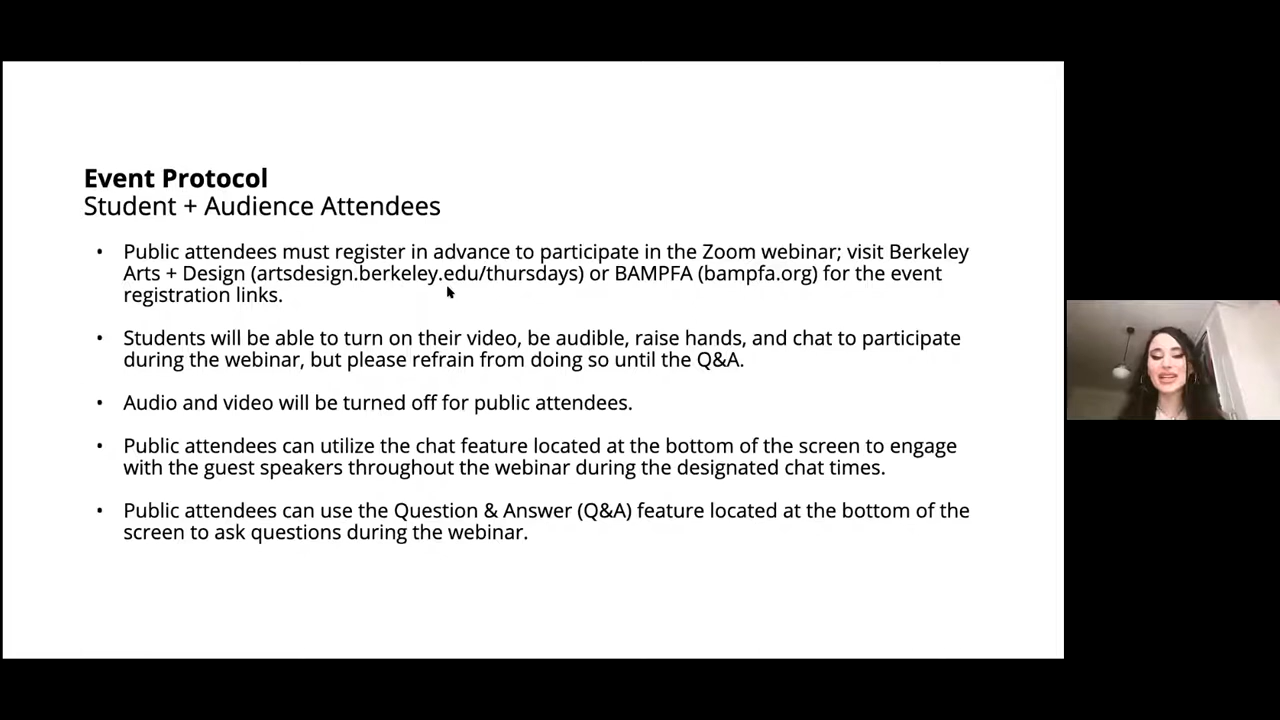 Event Protocol
Student + Audience Attendees
• Public attendees must register in advance to participate in the Zoom webinar; visit Berkeley
Arts + Design (artsdesign.berkeley.edu/thursdays) or BAMPFA (bampfa.org) for the event
registration links.
• Students will be able to turn on their video, be audible, raise hands, and chat to participate
during the webinar, but please refrain from doing so until the Q&A.
• Audio and video will be turned off for public attendees.
• Public attendees can utilize the chat feature located at the bottom of the screen to engage
with the guest speakers throughout the webinar during the designated chat times.
• Public attendees can use the Question & Answer (Q&A) feature located at the bottom of the
screen to ask questions during the webinar.